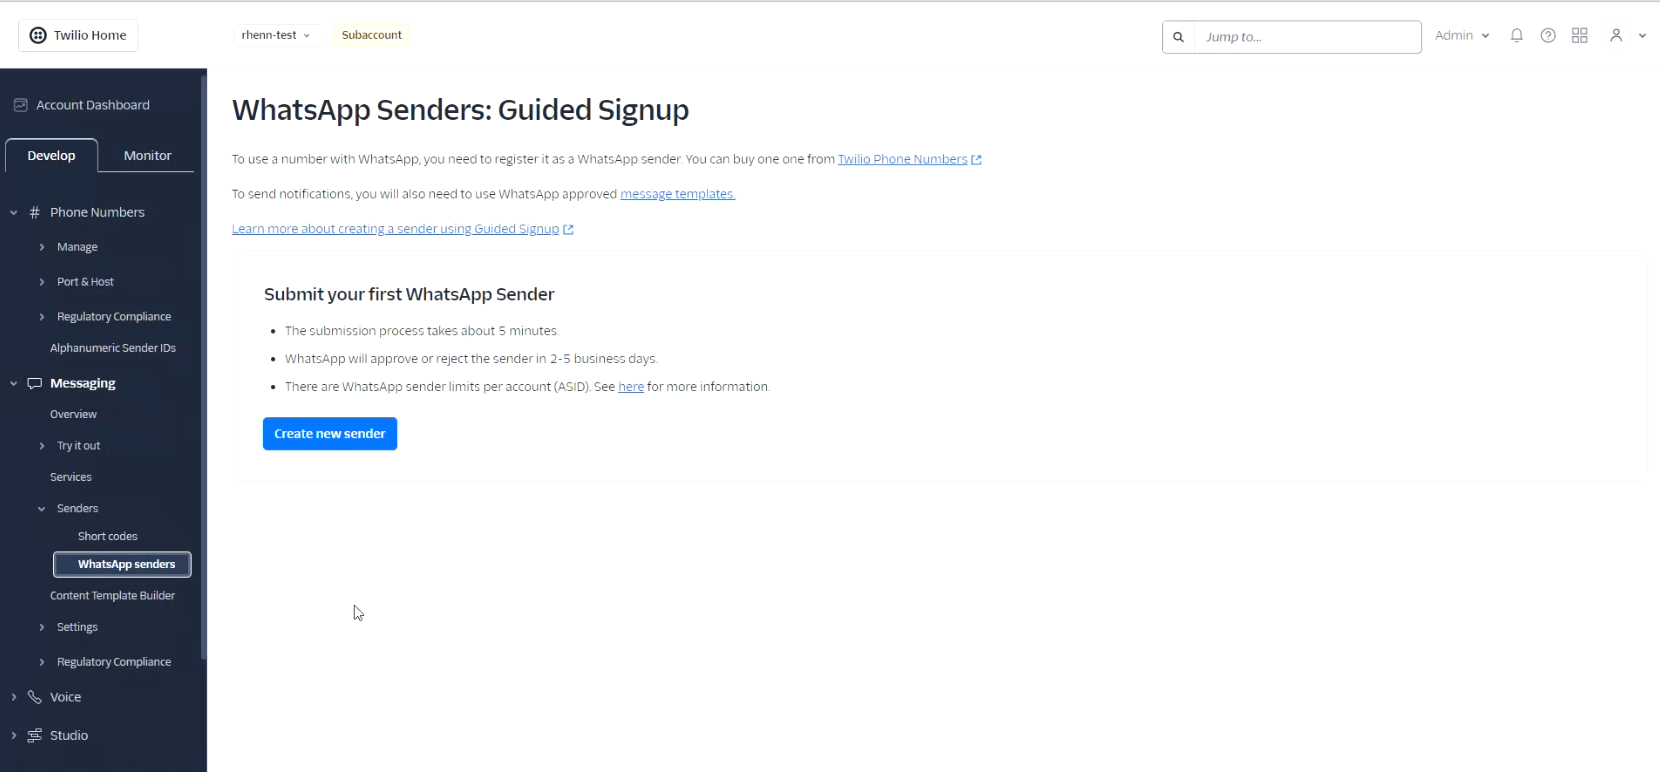 Twilio Home
rhenn-test
Subaccount
Jump to...
Admin
Account Dashboard
Develop
Monitor
Phone Numbers
Manage
Port & Host
Regulatory Compliance
Alphanumeric Sender IDs
Messaging
Overview
Try it out
Services
Senders
Short codes
WhatsApp senders
Content Template Builder
Settings
Regulatory Compliance
Voice
Studio
WhatsApp Senders: Guided Signup
To use a number with WhatsApp, you need to register it as a WhatsApp sender. You can buy one one from Twilio Phone Numbers
To send notifications, you will also need to use WhatsApp approved message templates.
Learn more about creating a sender using Guided Signup
Submit your first WhatsApp Sender
• The submission process takes about 5 minutes.
• WhatsApp will approve or reject the sender in 2-5 business days.
• There are WhatsApp sender limits per account (ASID). See here for more information.
Create new sender